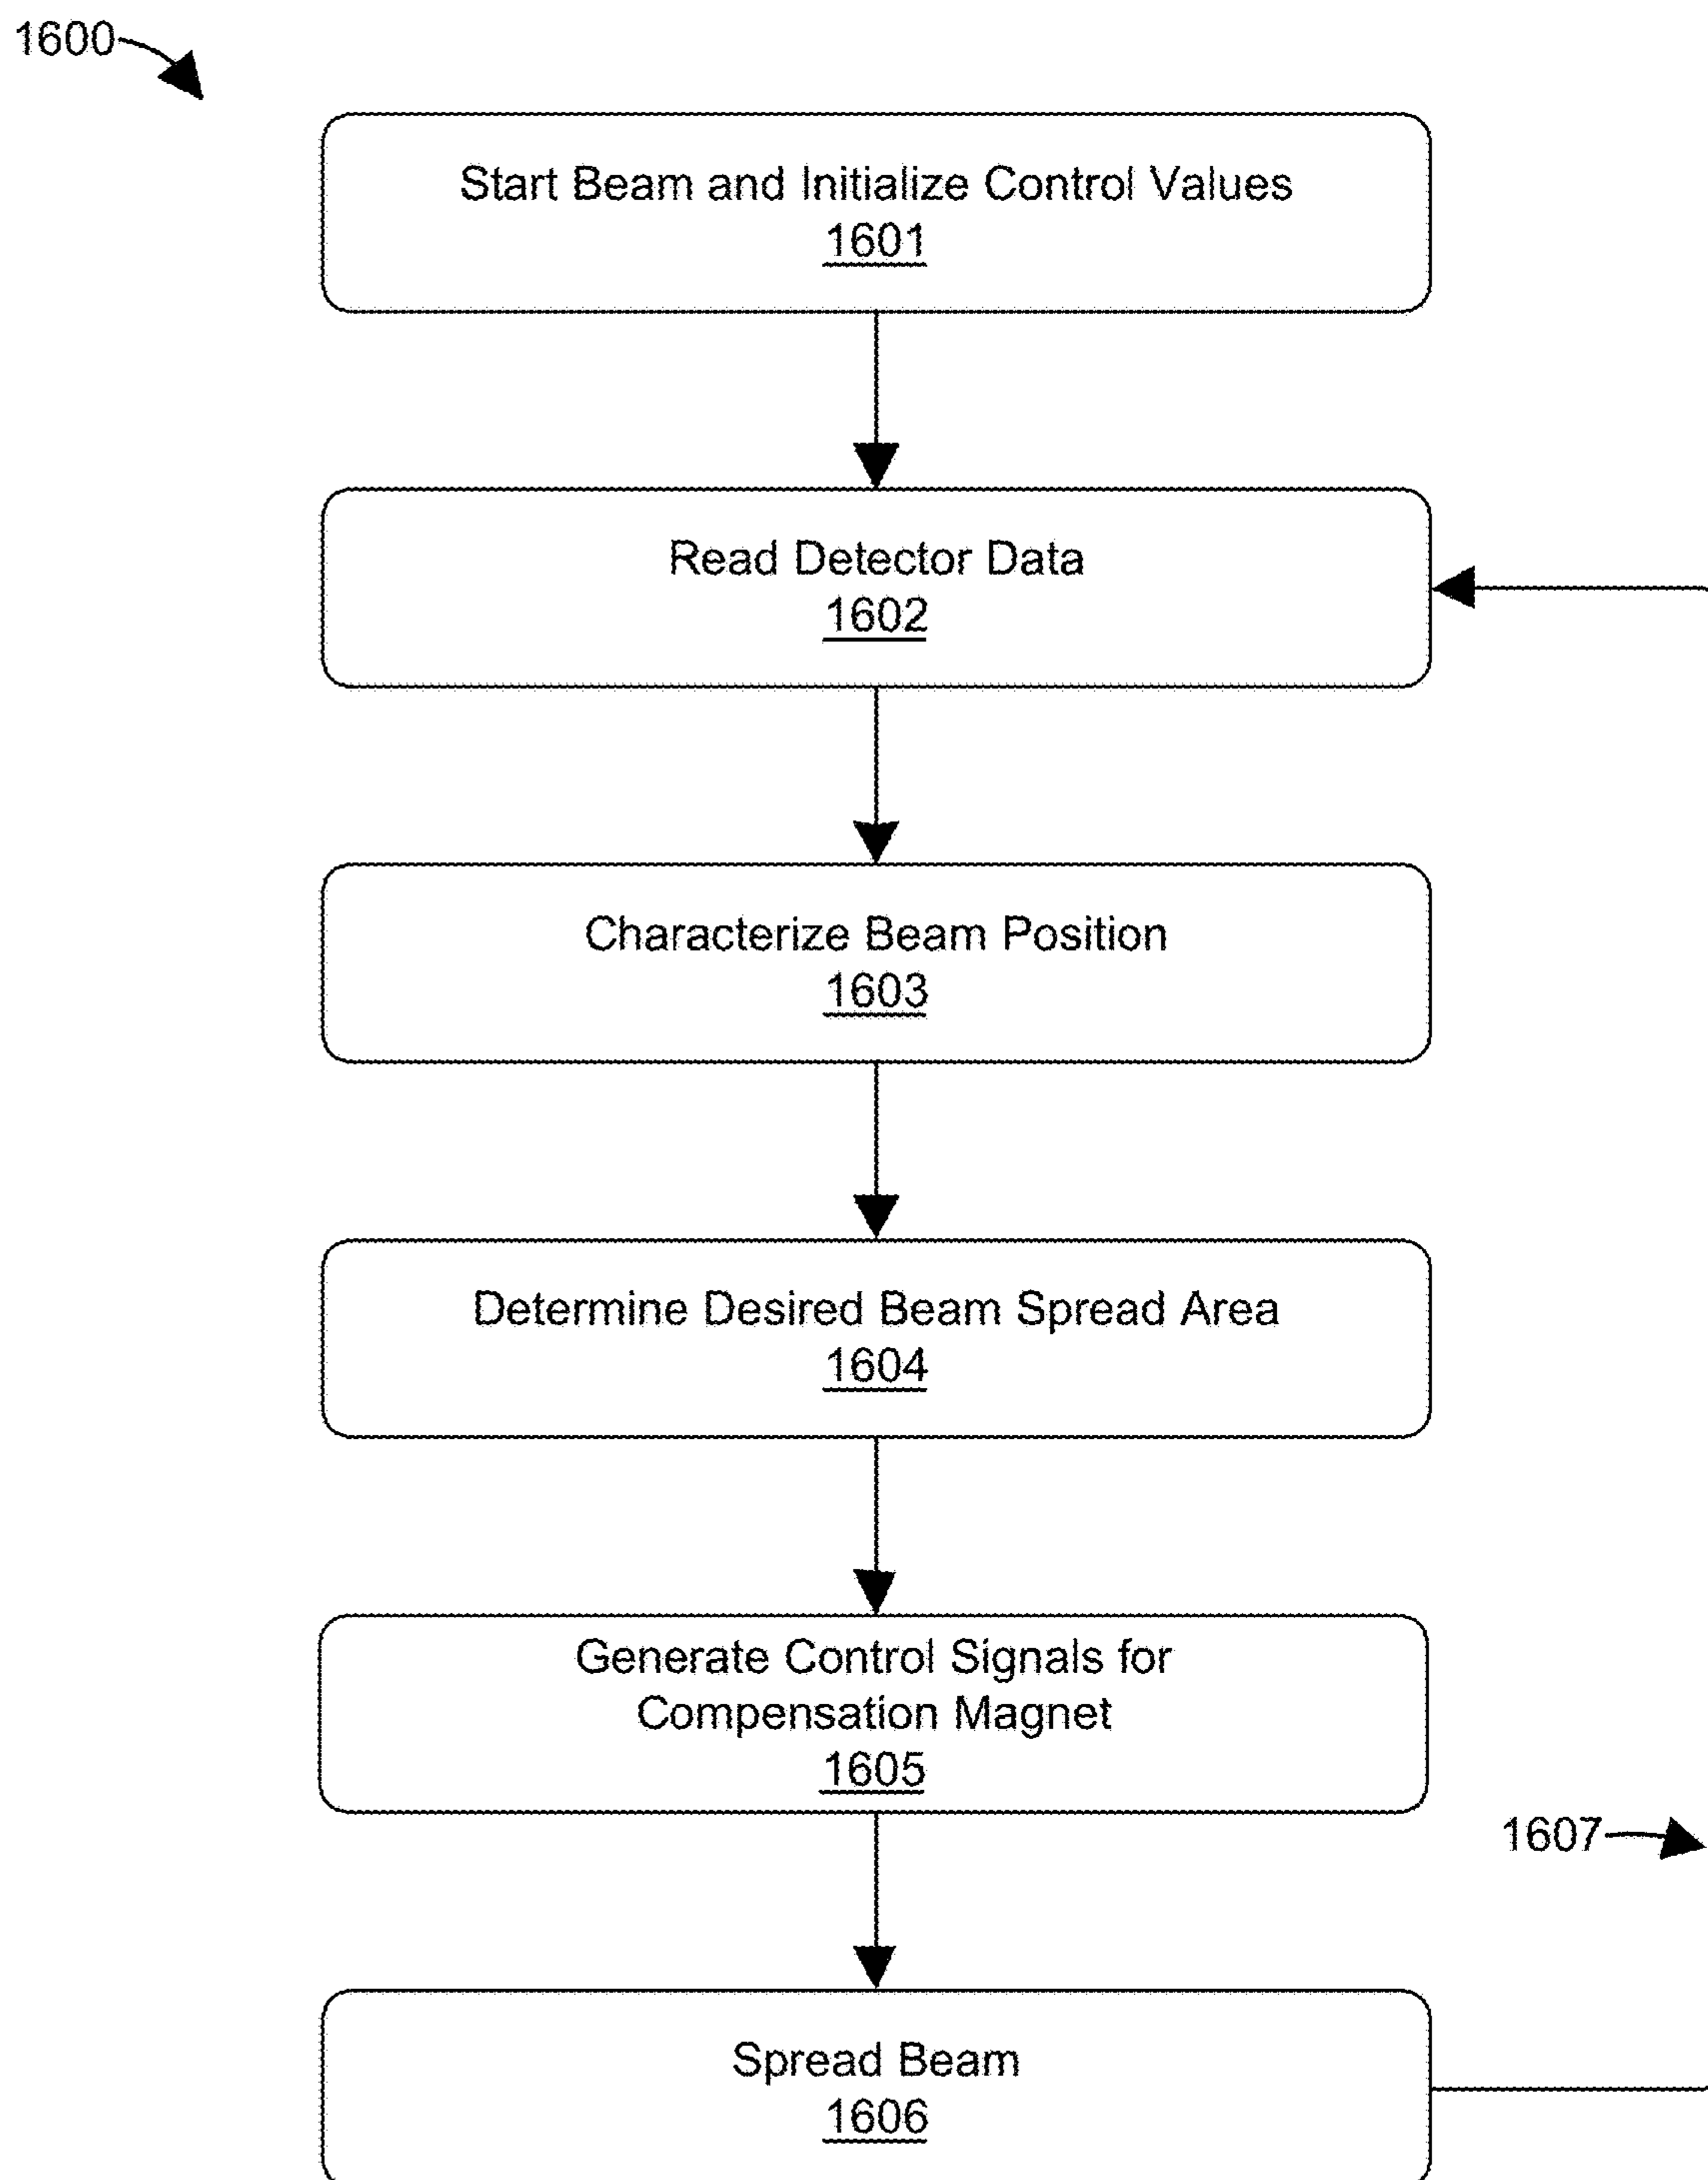 1600
Start Beam and Initialize Control Values
1601
Read Detector Data
1602
Characterize Beam Position
1603
Determine Desired Beam Spread Area
1604
Generate Control Signals for
Compensation Magnet
1605
1607
Spread Beam
1606